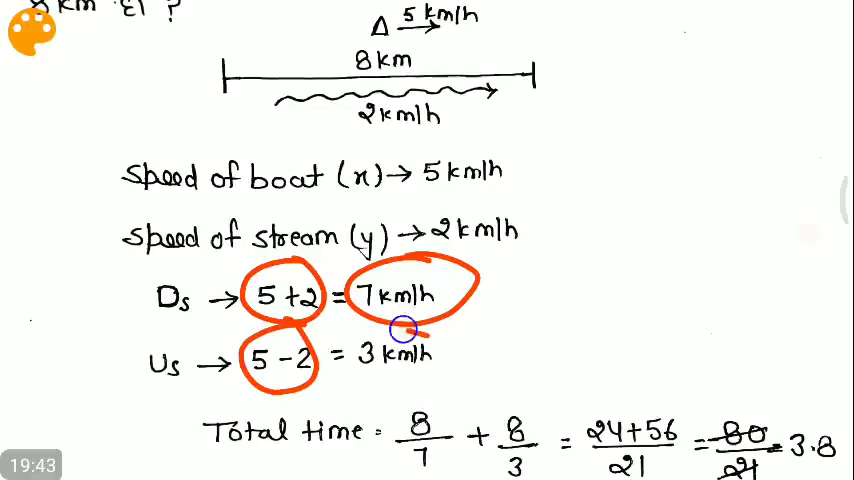 8 km है ?
5 km/h
8 km
2 km/h
Speed of boat (x) → 5 km/h
Speed of stream (y) → 2 km/h
Ds → 5 + 2 = 7 km/h
Us → 5 - 2 = 3 km/h
Total time = 8/7 + 8/3 = 24+56/21 = 80/21 = 3.8
19:43